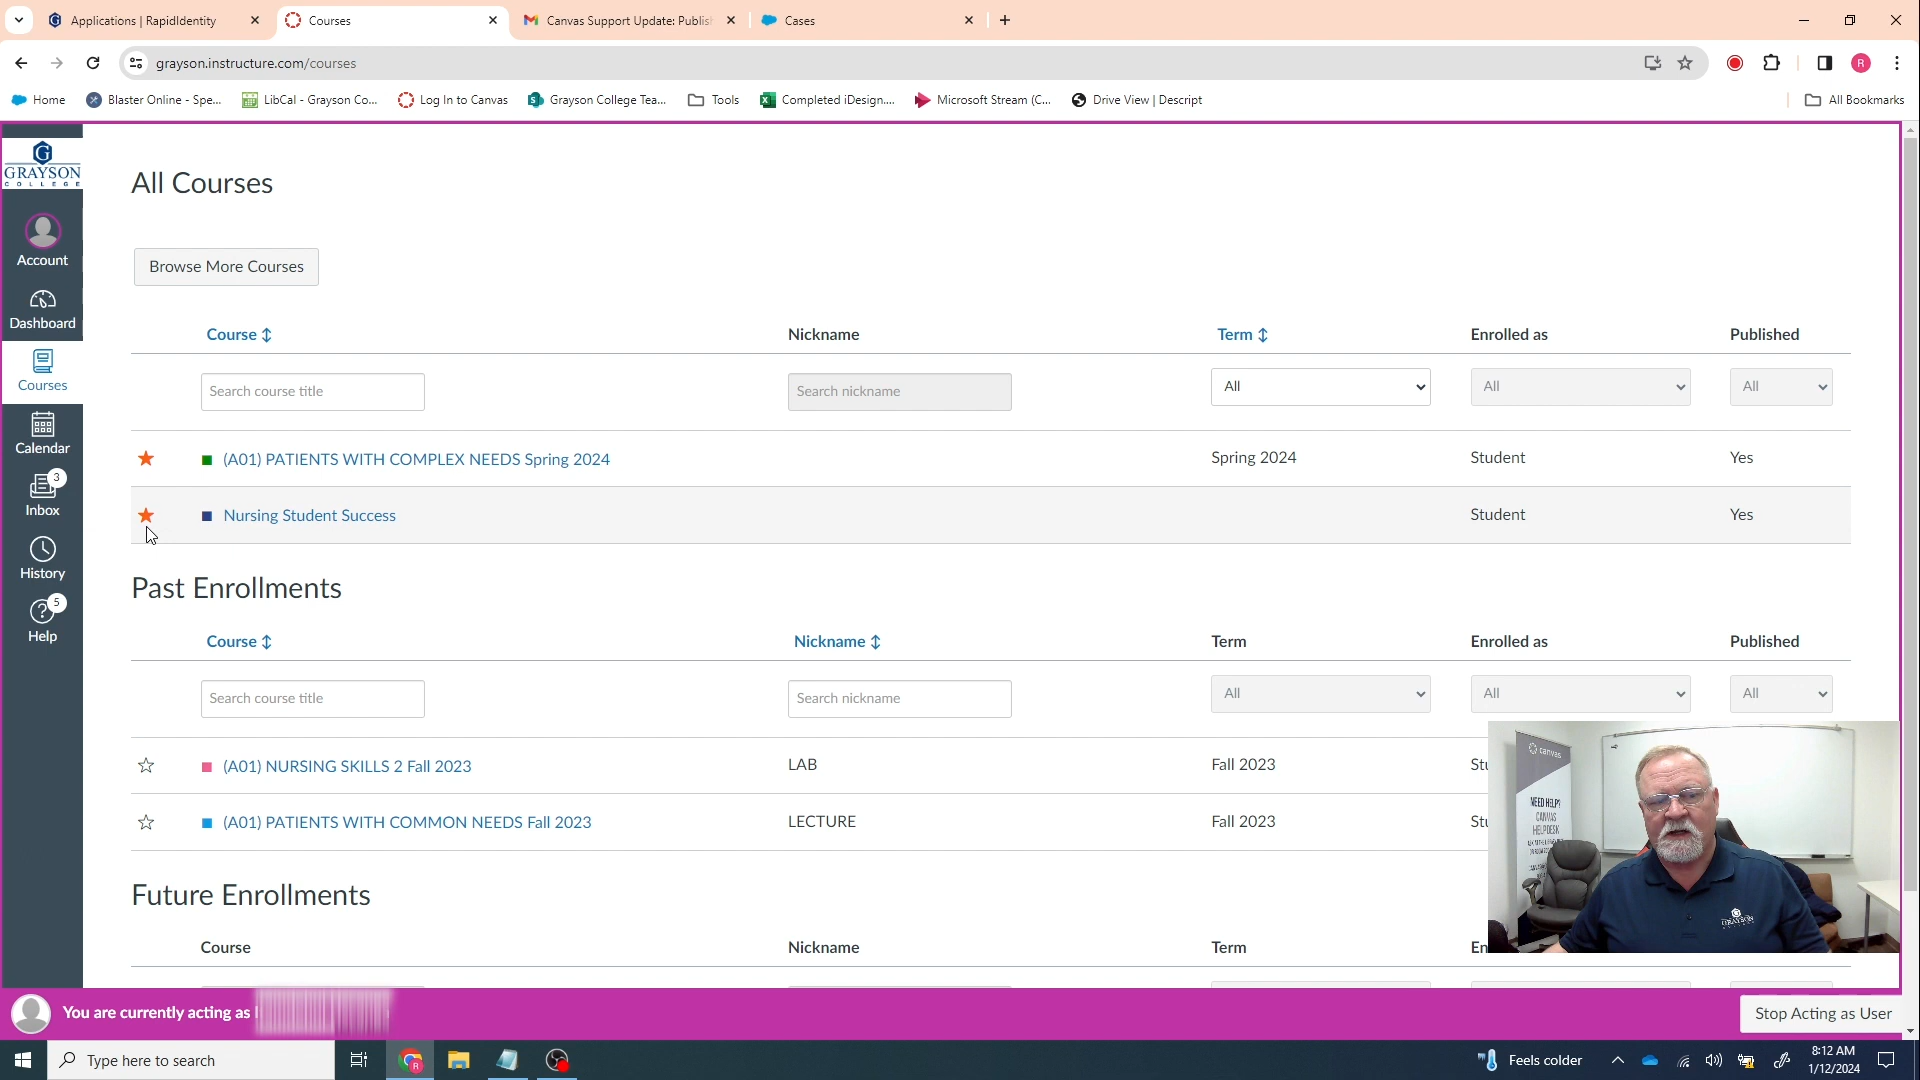 Applications | RapidIdentity
Courses
Canvas Support Update: Publis
Cases
grayson.instructure.com/courses
R
Home
Blaster Online - Spe...
LibCal - Grayson Co...
Log In to Canvas
Grayson College Tea...
Tools
Completed iDesign....
Microsoft Stream (C...
Drive View | Descript
All Bookmarks
G
GRAYSON
COLLEGE
Account
Dashboard
Courses
Calendar
3
Inbox
History
5
Help
All Courses
Browse More Courses
Course Nickname Term Enrolled as Published
Search course title Search nickname All All All
(A01) PATIENTS WITH COMPLEX NEEDS Spring 2024 Spring 2024 Student Yes
Nursing Student Success Student Yes
Past Enrollments
Course Nickname Term Enrolled as Published
Search course title Search nickname All All All
(A01) NURSING SKILLS 2 Fall 2023 LAB Fall 2023 Stu
(A01) PATIENTS WITH COMMON NEEDS Fall 2023 LECTURE Fall 2023 Stu
Future Enrollments
Course Nickname Term En
canvas
NEED HELP?
CANVAS
HELPDESK
GRAYSON
You are currently acting as
Stop Acting as User
Type here to search
R
Feels colder
8:12 AM
1/12/2024